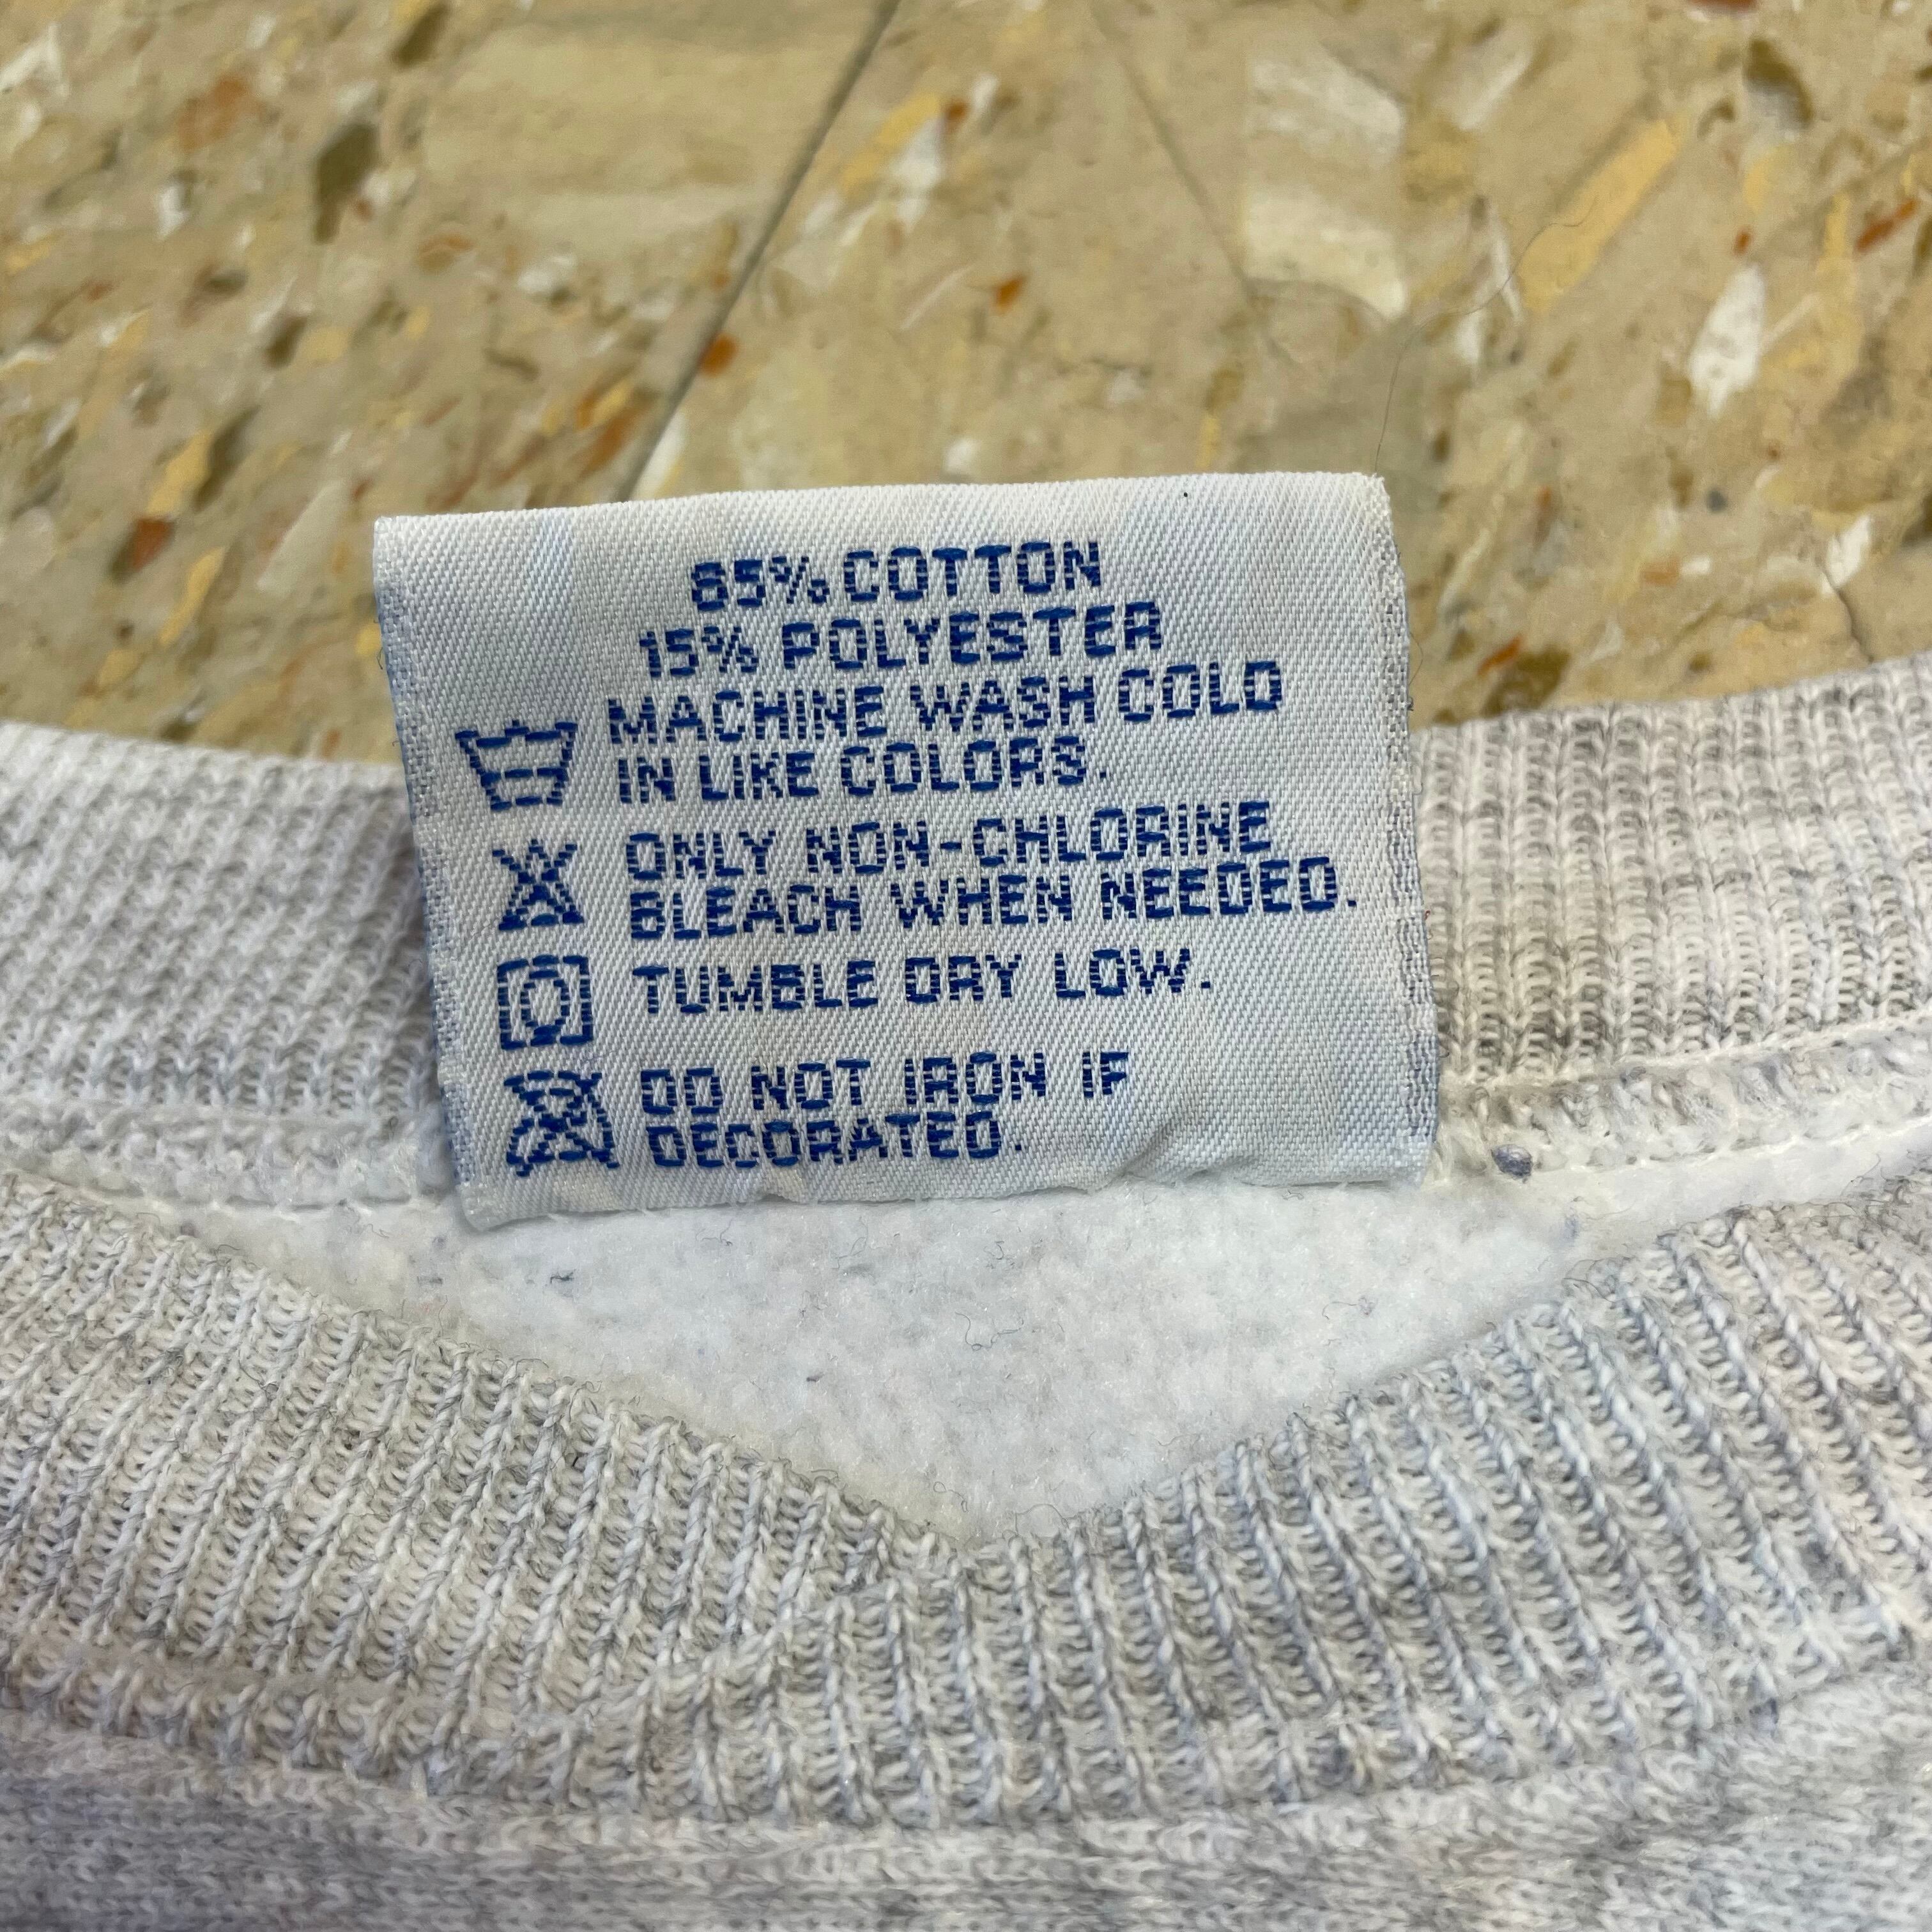 85% COTTON
15% POLYESTER
MACHINE WASH COLD
IN LIKE COLORS.
ONLY NON-CHLORINE
BLEACH WHEN NEEDED.
TUMBLE DRY LOW.
DO NOT IRON IF
DECORATED.